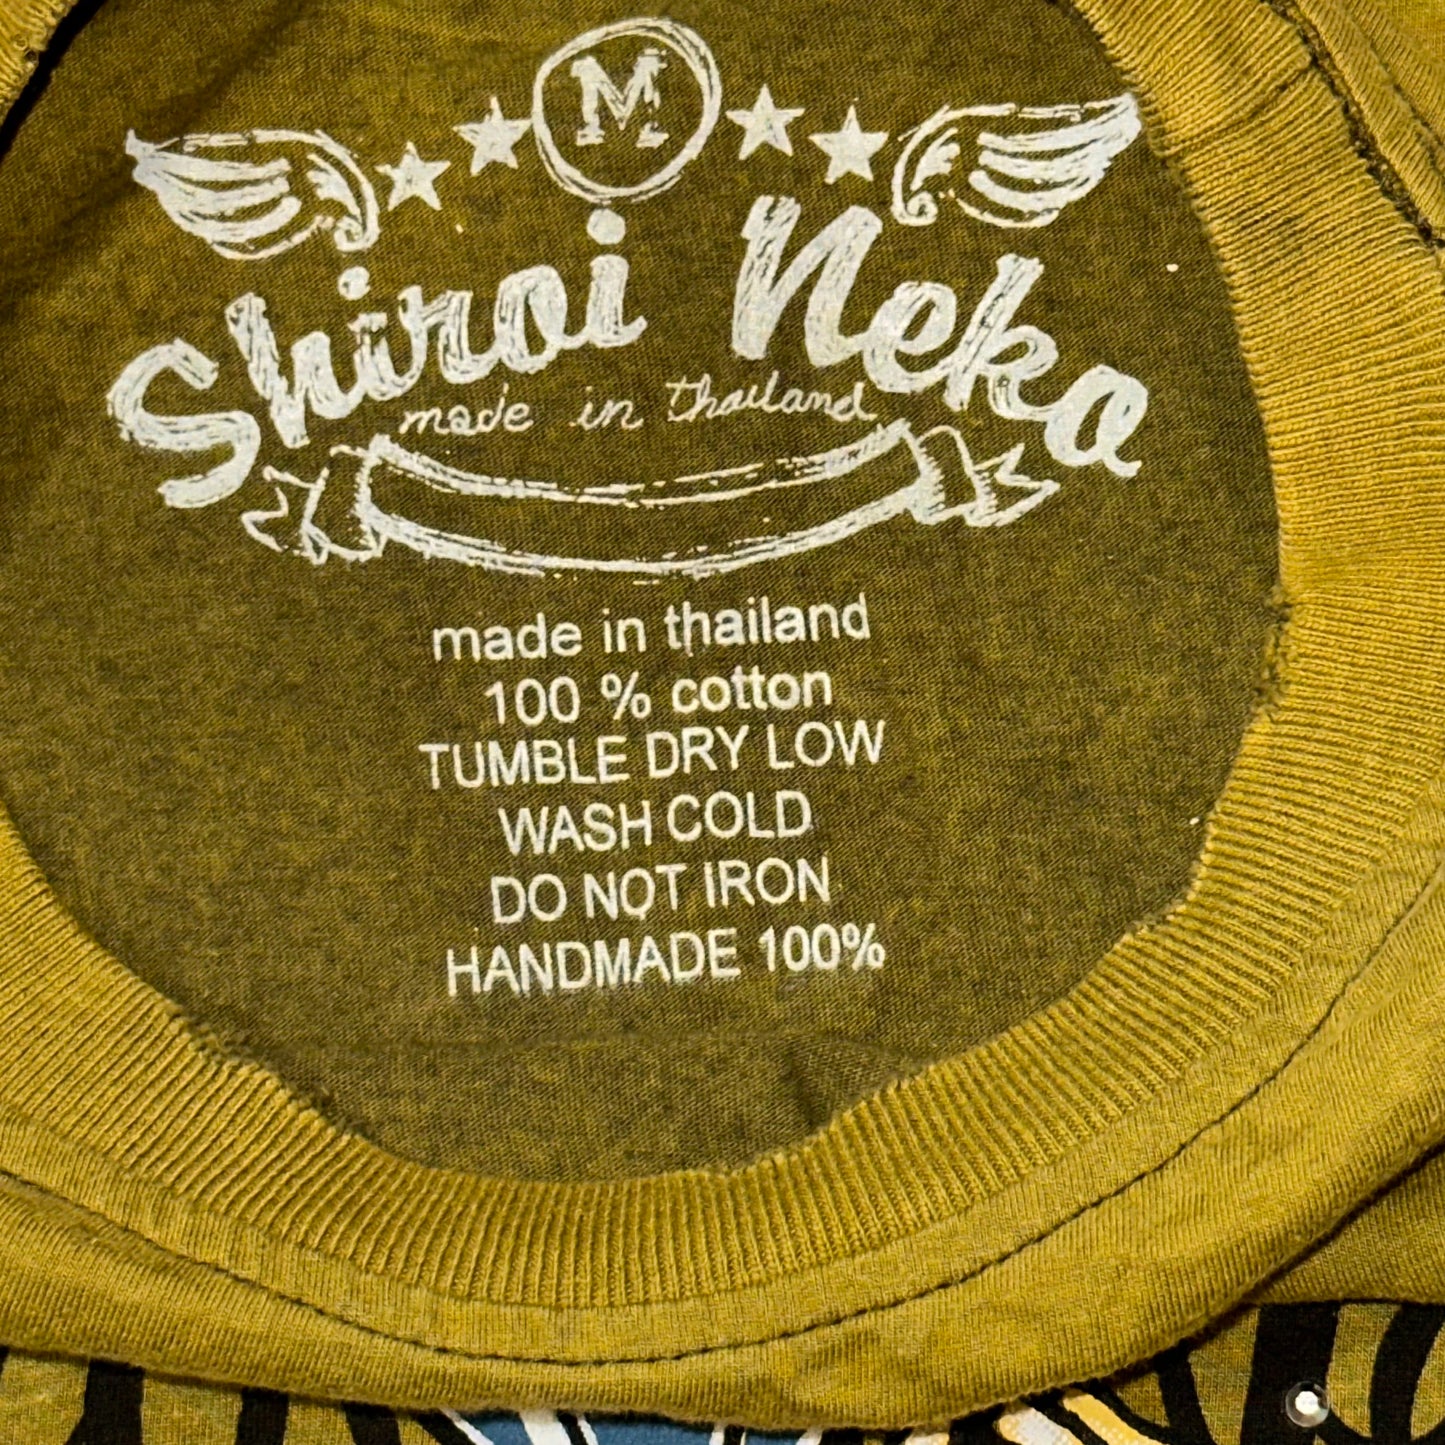 M
Shiroi Neko
made in thailand
made in thailand
100 % cotton
TUMBLE DRY LOW
WASH COLD
DO NOT IRON
HANDMADE 100%